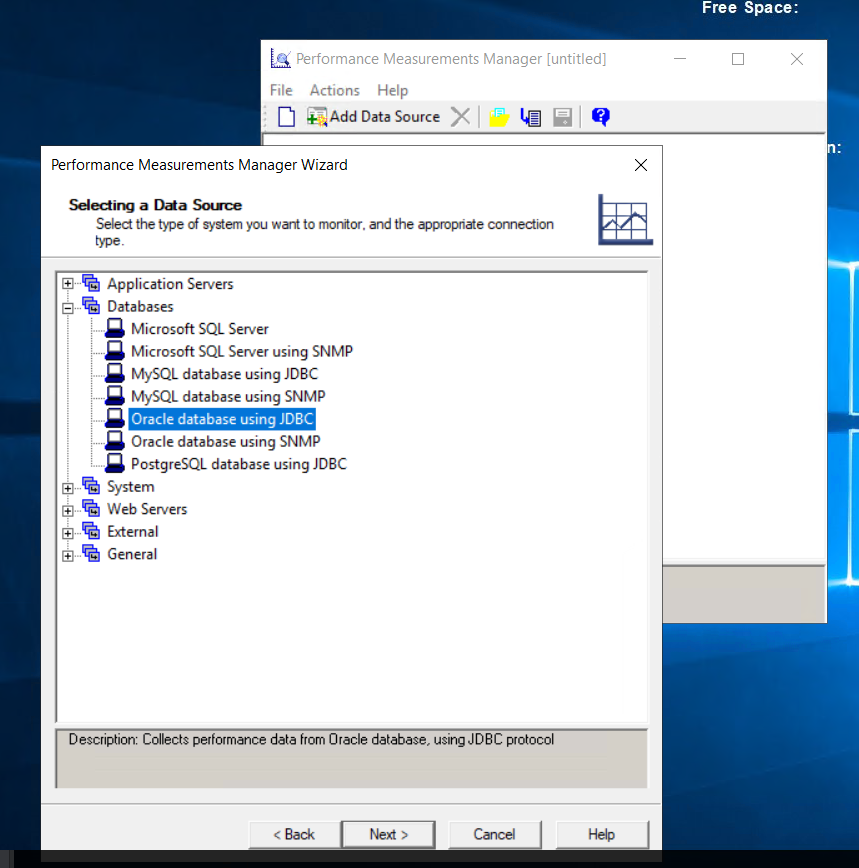 Free Space:
Performance Measurements Manager [untitled]
File Actions Help
Add Data Source
n:
Performance Measurements Manager Wizard
Selecting a Data Source
Select the type of system you want to monitor, and the appropriate connection
type.
Application Servers
Databases
Microsoft SQL Server
Microsoft SQL Server using SNMP
MySQL database using JDBC
MySQL database using SNMP
Oracle database using JDBC
Oracle database using SNMP
PostgreSQL database using JDBC
System
Web Servers
External
General
Description: Collects performance data from Oracle database, using JDBC protocol
< Back Next > Cancel Help